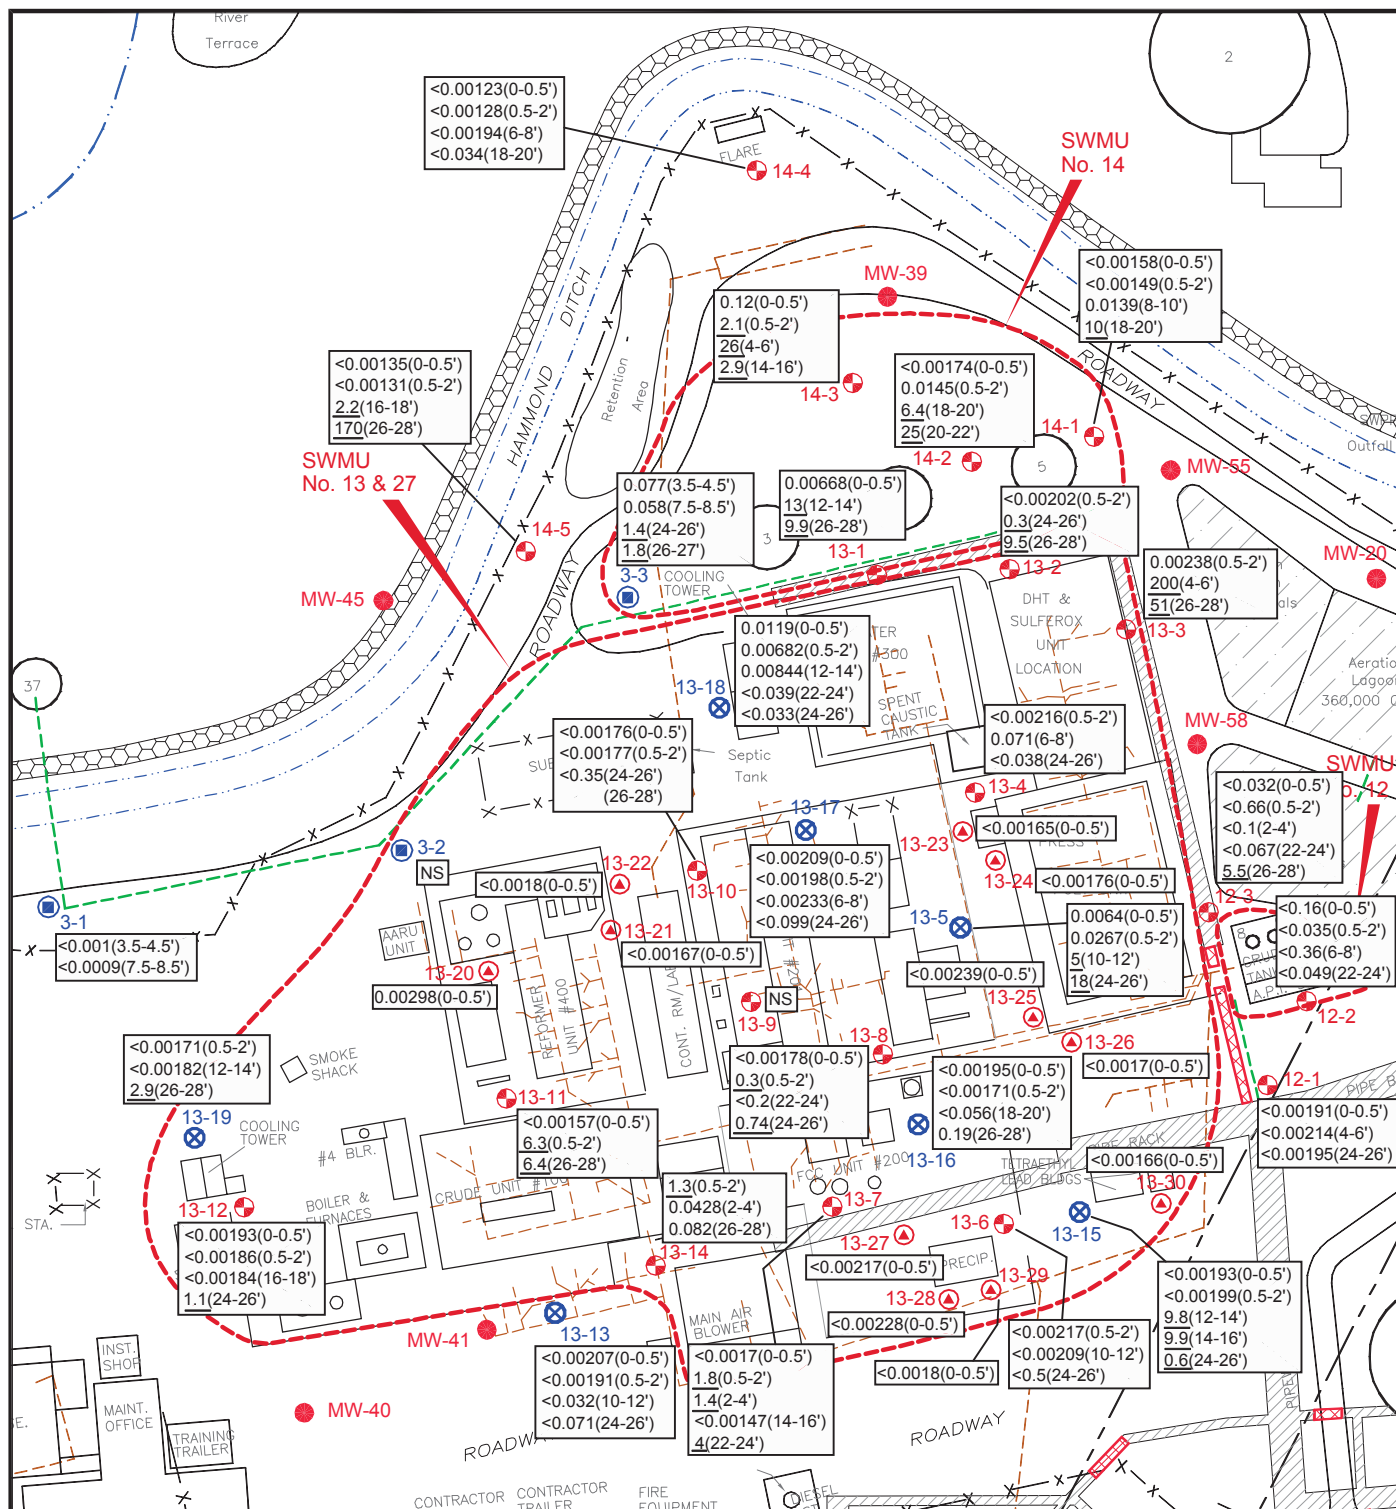 River
Terrace
2
<0.00123(0-0.5')
<0.00128(0.5-2')
<0.00194(6-8')
<0.034(18-20')
FLARE
14-4
SWMU
No. 14
HAMMOND DITCH
Retention
Area
MW-39
<0.00158(0-0.5')
<0.00149(0.5-2')
0.0139(8-10')
10(18-20')
0.12(0-0.5')
2.1(0.5-2')
26(4-6')
2.9(14-16')
14-3
<0.00135(0-0.5')
<0.00131(0.5-2')
2.2(16-18')
170(26-28')
<0.00174(0-0.5')
0.0145(0.5-2')
6.4(18-20')
25(20-22')
ROADWAY
14-1
14-2
5
MW-55
Outfall
SWMU
No. 13 & 27
0.077(3.5-4.5')
0.058(7.5-8.5')
1.4(24-26')
1.8(26-27')
0.00668(0-0.5')
13(12-14')
9.9(26-28')
<0.00202(0.5-2')
0.3(24-26')
9.5(26-28')
3
14-5
13-1
13-2
MW-20
0.00238(0.5-2')
200(4-6')
51(26-28')
3-3
COOLING
TOWER
MW-45
ROADWAY
DHT &
SULFEROX
UNIT
LOCATION
13-3
0.0119(0-0.5')
0.00682(0.5-2')
0.00844(12-14')
<0.039(22-24')
<0.033(24-26')
#300
37
13-18
SPENT
CAUSTIC
TANK
Lagoon
360,000
<0.00176(0-0.5')
<0.00177(0.5-2')
<0.35(24-26')
(26-28')
Septic
Tank
<0.00216(0.5-2')
0.071(6-8')
<0.038(24-26')
MW-58
SWMU
13-4
<0.032(0-0.5')
<0.66(0.5-2')
<0.1(2-4')
<0.067(22-24')
5.5(26-28')
13-17
13-23
<0.00165(0-0.5')
PRESS
3-2
NS
13-22
<0.0018(0-0.5')
13-10
<0.00209(0-0.5')
<0.00198(0.5-2')
<0.00233(6-8')
<0.099(24-26')
13-24
<0.00176(0-0.5')
12-3
3-1
<0.001(3.5-4.5')
<0.0009(7.5-8.5')
AARU
UNIT
13-21
<0.00167(0-0.5')
13-5
0.0064(0-0.5')
0.0267(0.5-2')
5(10-12')
18(24-26')
<0.16(0-0.5')
<0.035(0.5-2')
<0.36(6-8')
<0.049(22-24')
8
13-20
0.00298(0-0.5')
<0.00239(0-0.5')
A.P.I.
12-2
REFORMER
UNIT #400
CONT. RM/LAB
13-9
NS
13-25
13-26
<0.0017(0-0.5')
<0.00171(0.5-2')
<0.00182(12-14')
2.9(26-28')
SMOKE
SHACK
13-8
<0.00178(0-0.5')
0.3(0.5-2')
<0.2(22-24')
0.74(24-26')
<0.00195(0-0.5')
<0.00171(0.5-2')
<0.056(18-20')
0.19(26-28')
12-1
PIPE
13-11
13-19
COOLING
TOWER
<0.00157(0-0.5')
6.3(0.5-2')
6.4(26-28')
<0.00191(0-0.5')
<0.00214(4-6')
<0.00195(24-26')
#4 BLR.
13-16
PIPE RACK
FCC UNIT #200
TETRAETHYL
LEAD BLDGS
<0.00166(0-0.5')
13-30
CRUDE UNIT #100
1.3(0.5-2')
0.0428(2-4')
0.082(26-28')
13-7
13-6
13-15
STA.
13-12
BOILER &
FURNACES
<0.00193(0-0.5')
<0.00186(0.5-2')
<0.00184(16-18')
1.1(24-26')
13-14
13-27
<0.00217(0-0.5')
PRECIP.
13-29
13-28
<0.00228(0-0.5')
<0.00193(0-0.5')
<0.00199(0.5-2')
9.8(12-14')
9.9(14-16')
0.6(24-26')
MW-41
13-13
MAIN AIR
BLOWER
<0.00217(0.5-2')
<0.00209(10-12')
<0.5(24-26')
<0.0018(0-0.5')
INST.
SHOP
<0.00207(0-0.5')
<0.00191(0.5-2')
<0.032(10-12')
<0.071(24-26')
<0.0017(0-0.5')
1.8(0.5-2')
1.4(2-4')
<0.00147(14-16')
4(22-24')
MW-40
MAINT.
OFFICE
TRAINING
TRAILER
ROADWAY
ROADWAY
CONTRACTOR
CONTRACTOR
TRAILER
FIRE
EQUIPMENT
DIESEL